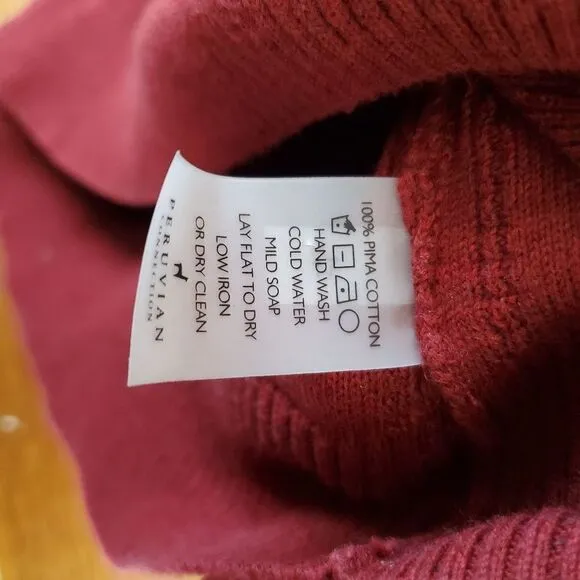 100% PIMA COTTON
HAND WASH
COLD WATER
MILD SOAP
LAY FLAT TO DRY
LOW IRON
OR DRY CLEAN
PERUVIAN
CONNECTION